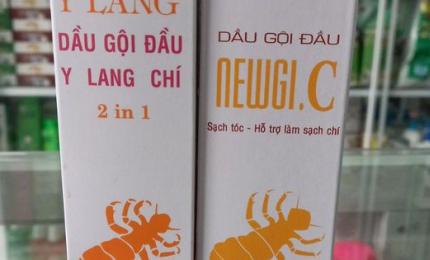 Y LANG
DẦU GỘI ĐẦU
Y LANG CHÍ
2 in 1
DẦU GỘI ĐẦU
NEWGI.C
Sạch tóc - Hỗ trợ làm sạch chí